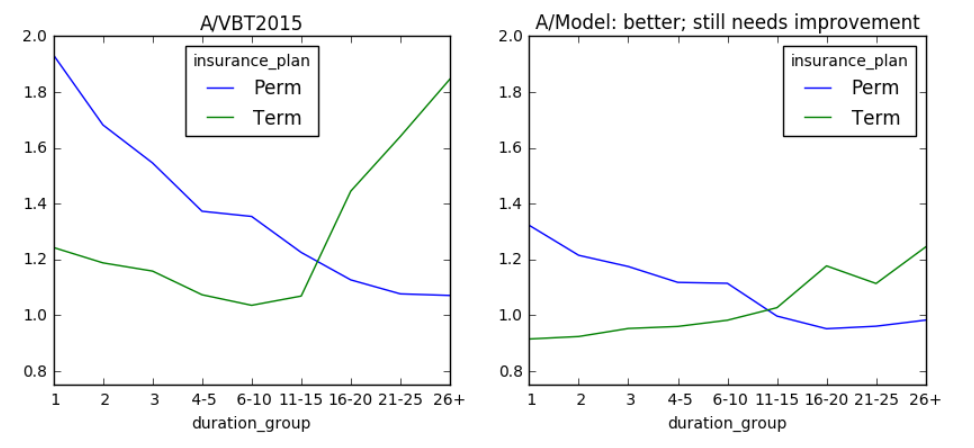 A/VBT2015
insurance_plan
Perm
Term
2.0
1.8
1.6
1.4
1.2
1.0
0.8
1 2 3 4-5 6-10 11-15 16-20 21-25 26+
duration_group
A/Model: better; still needs improvement
insurance_plan
Perm
Term
2.0
1.8
1.6
1.4
1.2
1.0
0.8
1 2 3 4-5 6-10 11-15 16-20 21-25 26+
duration_group